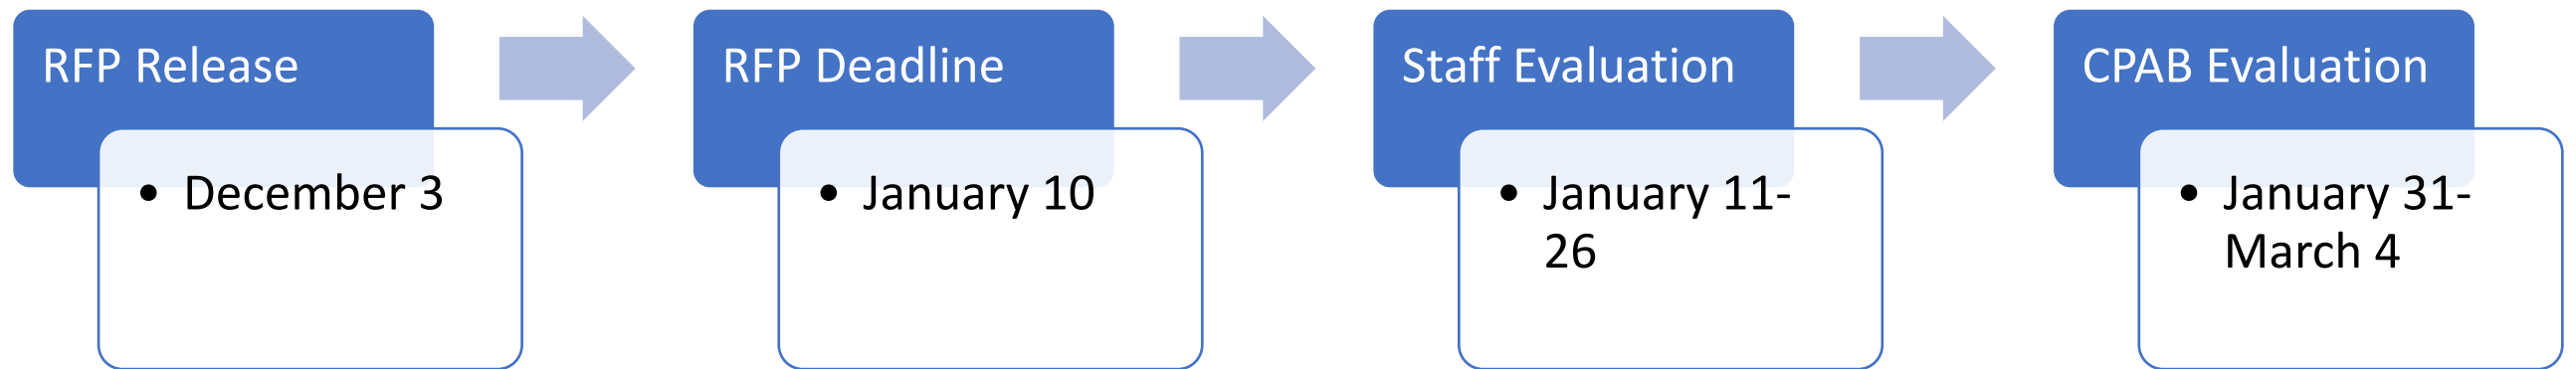 RFP Release
• December 3
RFP Deadline
• January 10
Staff Evaluation
• January 11-
26
CPAB Evaluation
• January 31-
March 4